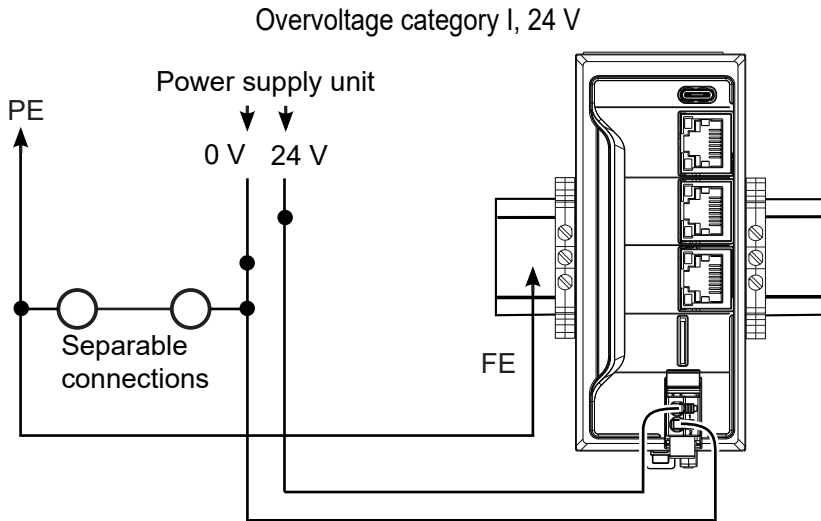 Overvoltage category I, 24 V
Power supply unit
PE
0 V 24 V
Separable
connections
FE